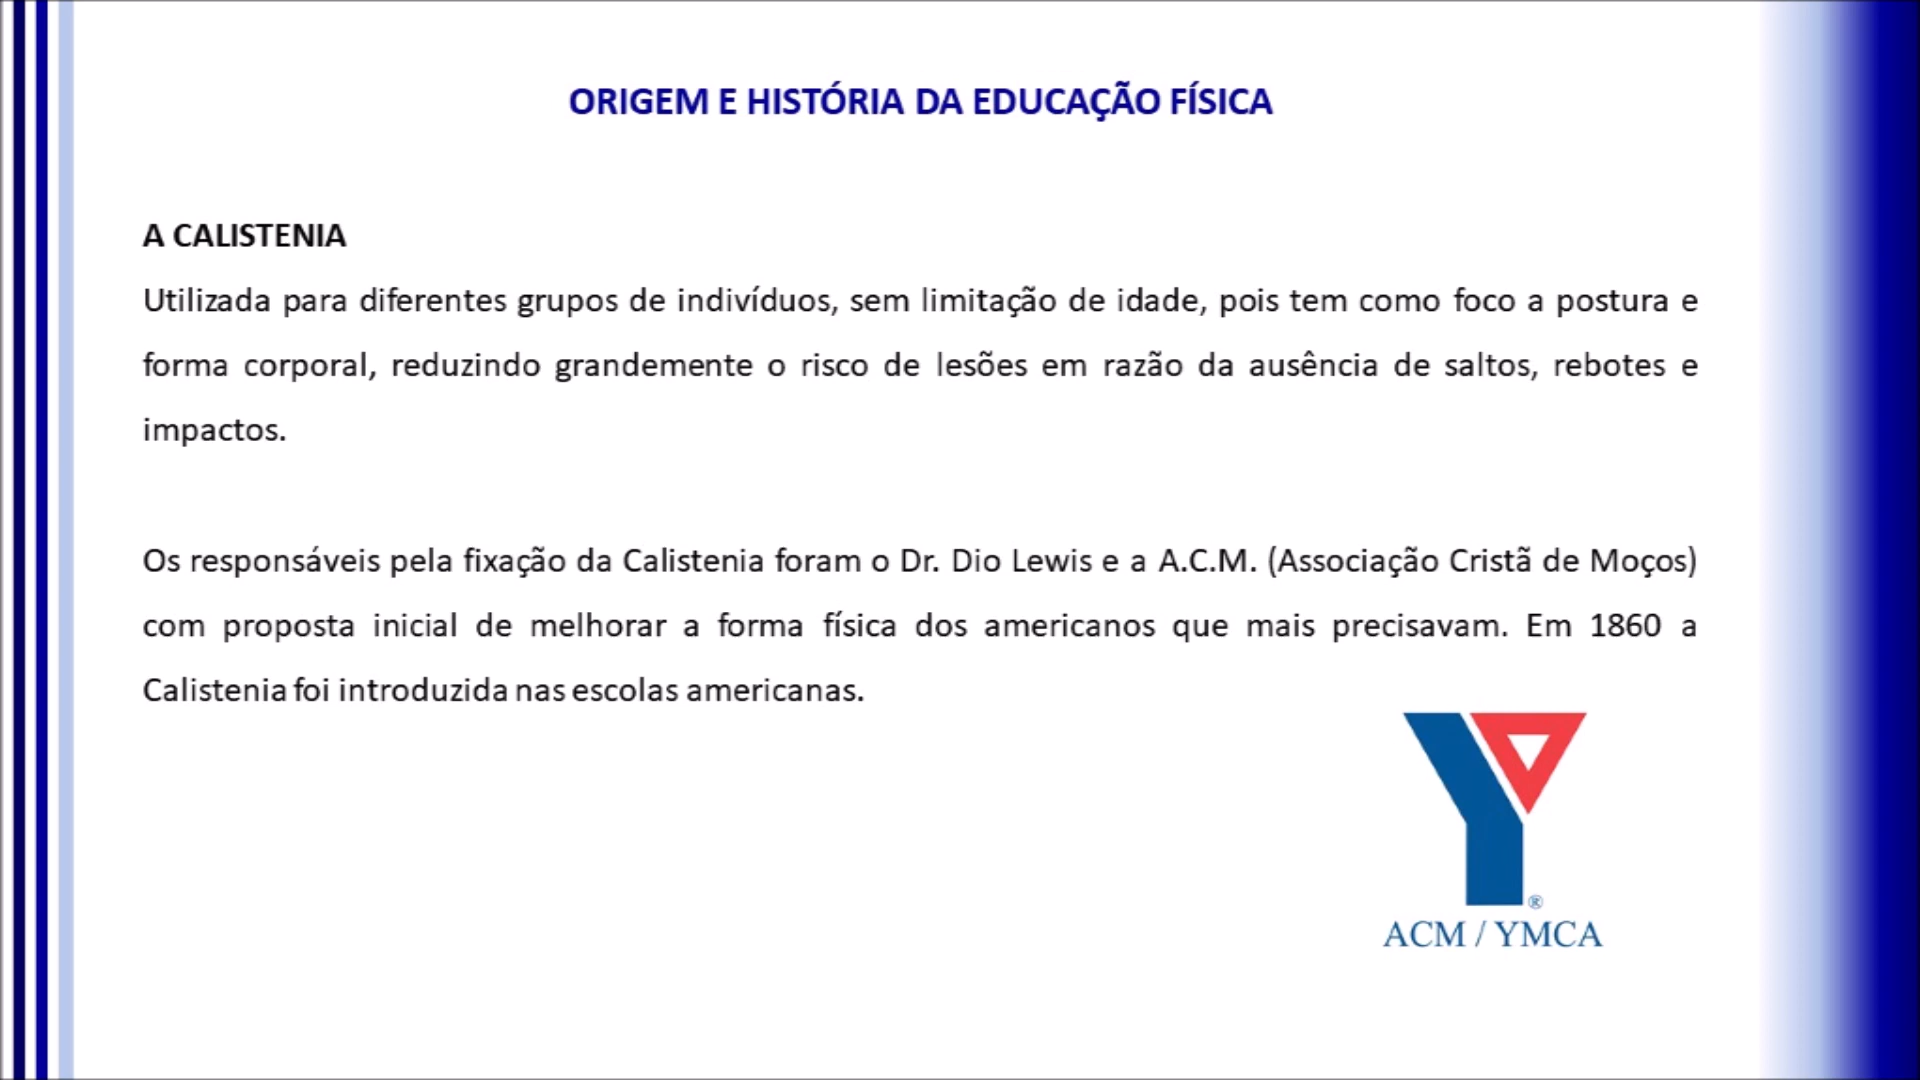 ORIGEM E HISTÓRIA DA EDUCAÇÃO FÍSICA
A CALISTENIA
Utilizada para diferentes grupos de indivíduos, sem limitação de idade, pois tem como foco a postura e
forma corporal, reduzindo grandemente o risco de lesões em razão da ausência de saltos, rebotes e
impactos.
Os responsáveis pela fixação da Calistenia foram o Dr. Dio Lewis e a A.C.M. (Associação Cristã de Moços)
com proposta inicial de melhorar a forma física dos americanos que mais precisavam. Em 1860 a
Calistenia foi introduzida nas escolas americanas.
®
ACM / YMCA